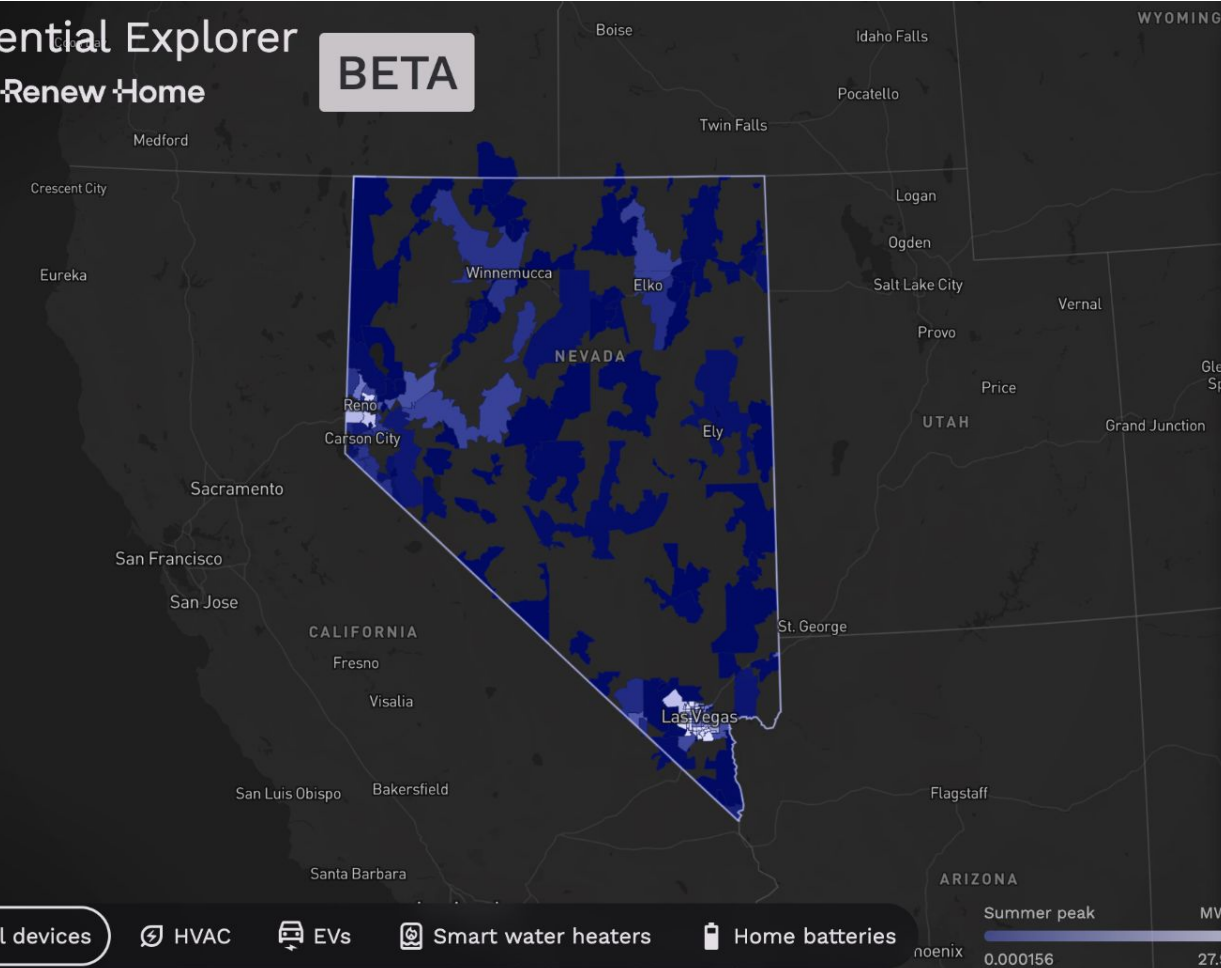 ential Explorer
Renew Home
BETA
Boise
Idaho Falls
WYOMING
Pocatello
Twin Falls
Medford
Crescent City
Logan
Ogden
Eureka
Winnemucca
Elko
Salt Lake City
Vernal
Provo
NEVADA
Price
Reno
Carson City
Ely
UTAH
Grand Junction
Sacramento
San Francisco
San Jose
CALIFORNIA
St. George
Fresno
Visalia
Las Vegas
San Luis Obispo
Bakersfield
Flagstaff
Santa Barbara
ARIZONA
l devices
HVAC
EVs
Smart water heaters
Home batteries
hoenix
Summer peak
MW
0.000156
27.